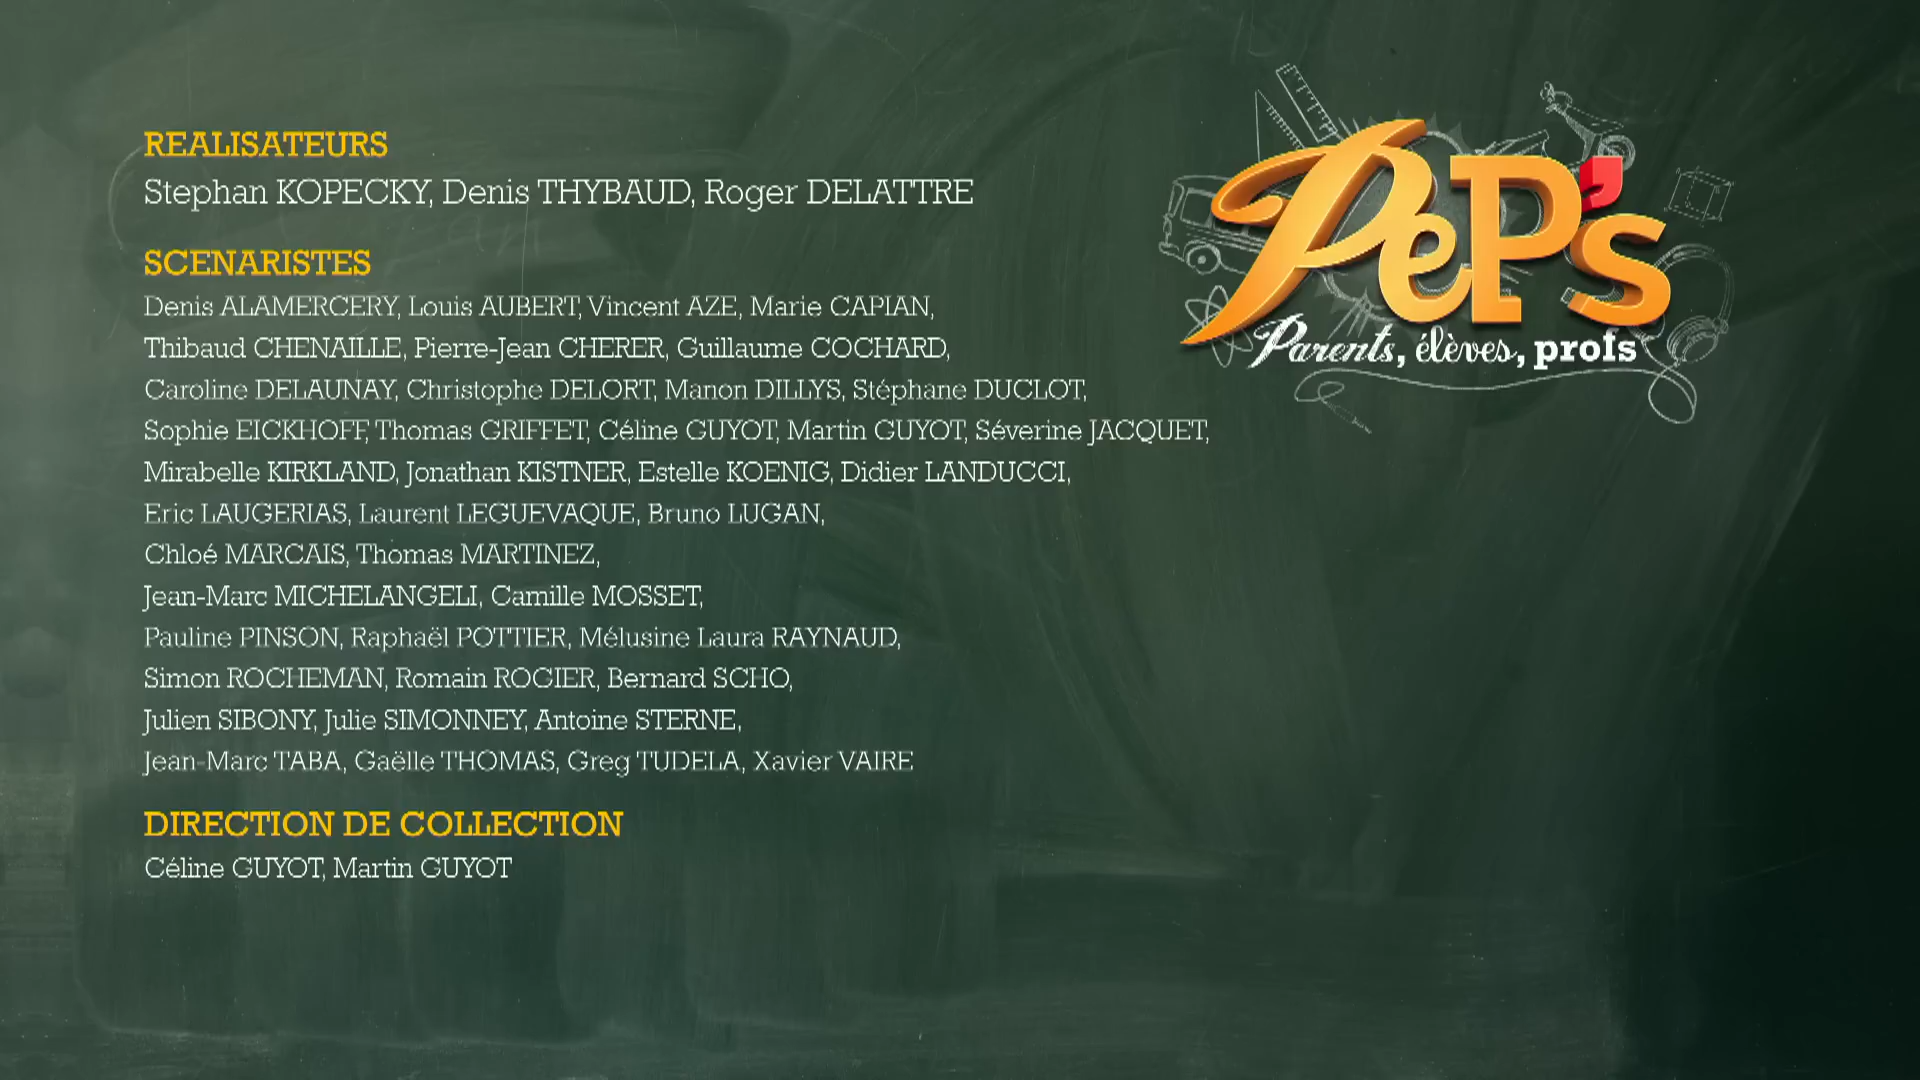 REALISATEURS
Stephan KOPECKY, Denis THYBAUD, Roger DELATTRE
SCENARISTES
Denis ALAMERCERY, Louis AUBERT, Vincent AZE, Marie CAPIAN,
Thibaud CHENAILLE, Pierre-Jean CHERER, Guillaume COCHARD,
Caroline DELAUNAY, Christophe DELORT, Manon DILLYS, Stéphane DUCLOT,
Sophie EICKHOFF, Thomas GRIFFET, Céline GUYOT, Martin GUYOT, Séverine JACQUET,
Mirabelle KIRKLAND, Jonathan KISTNER, Estelle KOENIG, Didier LANDUCCI,
Eric LAUGERIAS, Laurent LEGUEVAQUE, Bruno LUGAN,
Chloé MARCAIS, Thomas MARTINEZ,
Jean-Marc MICHELANGELI, Camille MOSSET,
Pauline PINSON, Raphaël POTTIER, Mélusine Laura RAYNAUD,
Simon ROCHEMAN, Romain ROGIER, Bernard SCHO,
Julien SIBONY, Julie SIMONNEY, Antoine STERNE,
Jean-Marc TABA, Gaëlle THOMAS, Greg TUDELA, Xavier VAIRE
DIRECTION DE COLLECTION
Céline GUYOT, Martin GUYOT
PeP's
Parents, élèves, profs